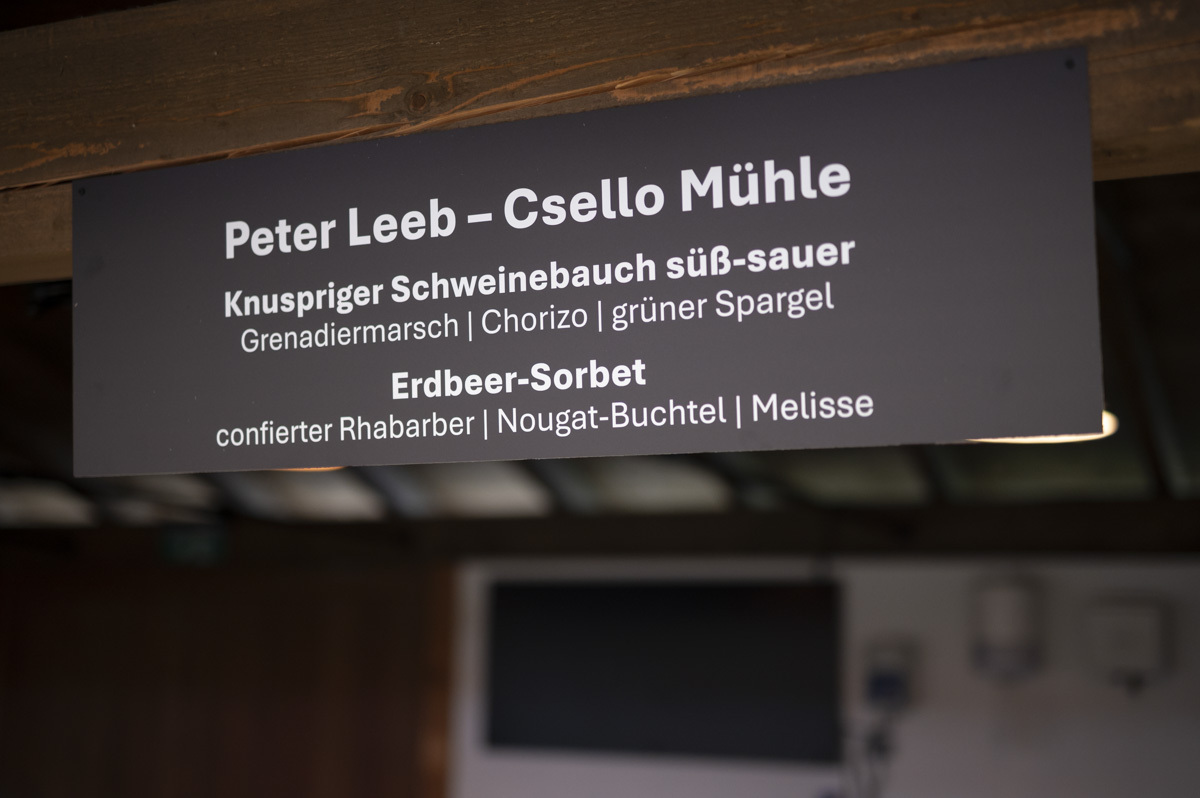 Peter Leeb – Csello Mühle
Knuspriger Schweinebauch süß-sauer
Grenadiermarsch | Chorizo | grüner Spargel
Erdbeer-Sorbet
confierter Rhabarber | Nougat-Buchtel | Melisse